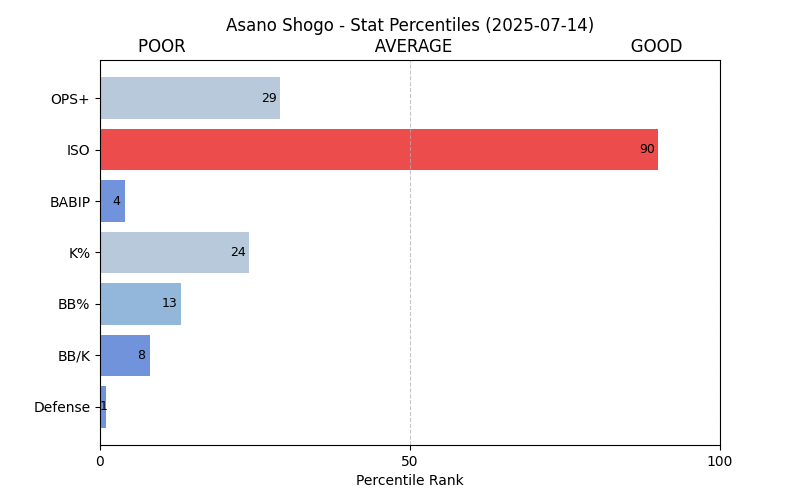 Asano Shogo - Stat Percentiles (2025-07-14)
POOR AVERAGE GOOD
OPS+ 29
ISO 90
BABIP 4
K% 24
BB% 13
BB/K 8
Defense 1
0 50 100
Percentile Rank